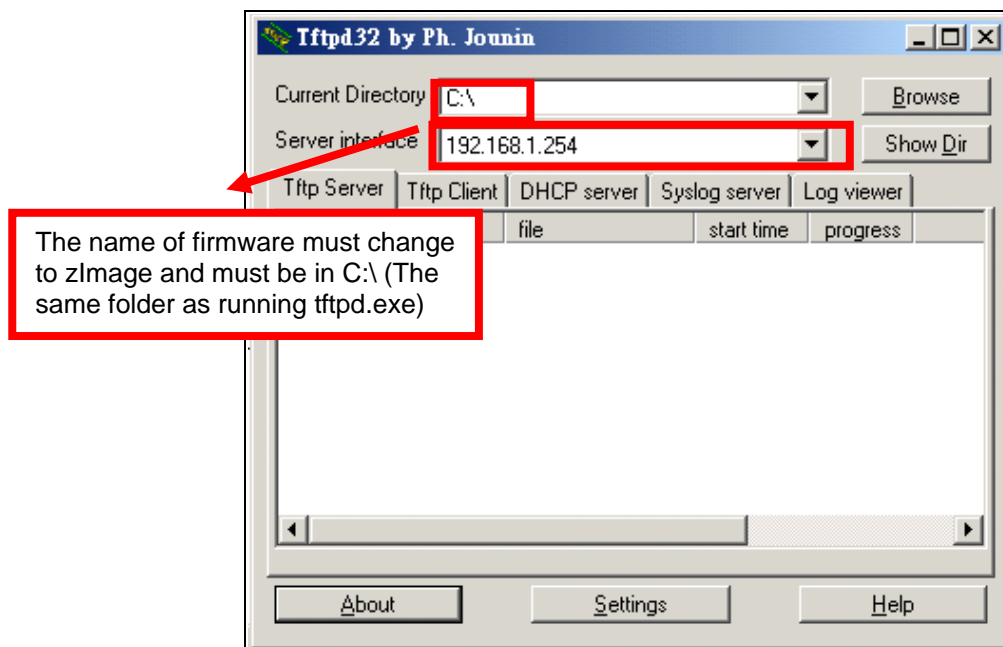 Tftpd32 by Ph. Jounin
Current Directory C:\ Browse
Server interface 192.168.1.254 Show Dir
Tftp Server Tftp Client DHCP server Syslog server Log viewer
file start time progress
The name of firmware must change
to zImage and must be in C:\ (The
same folder as running tftpd.exe)
About Settings Help